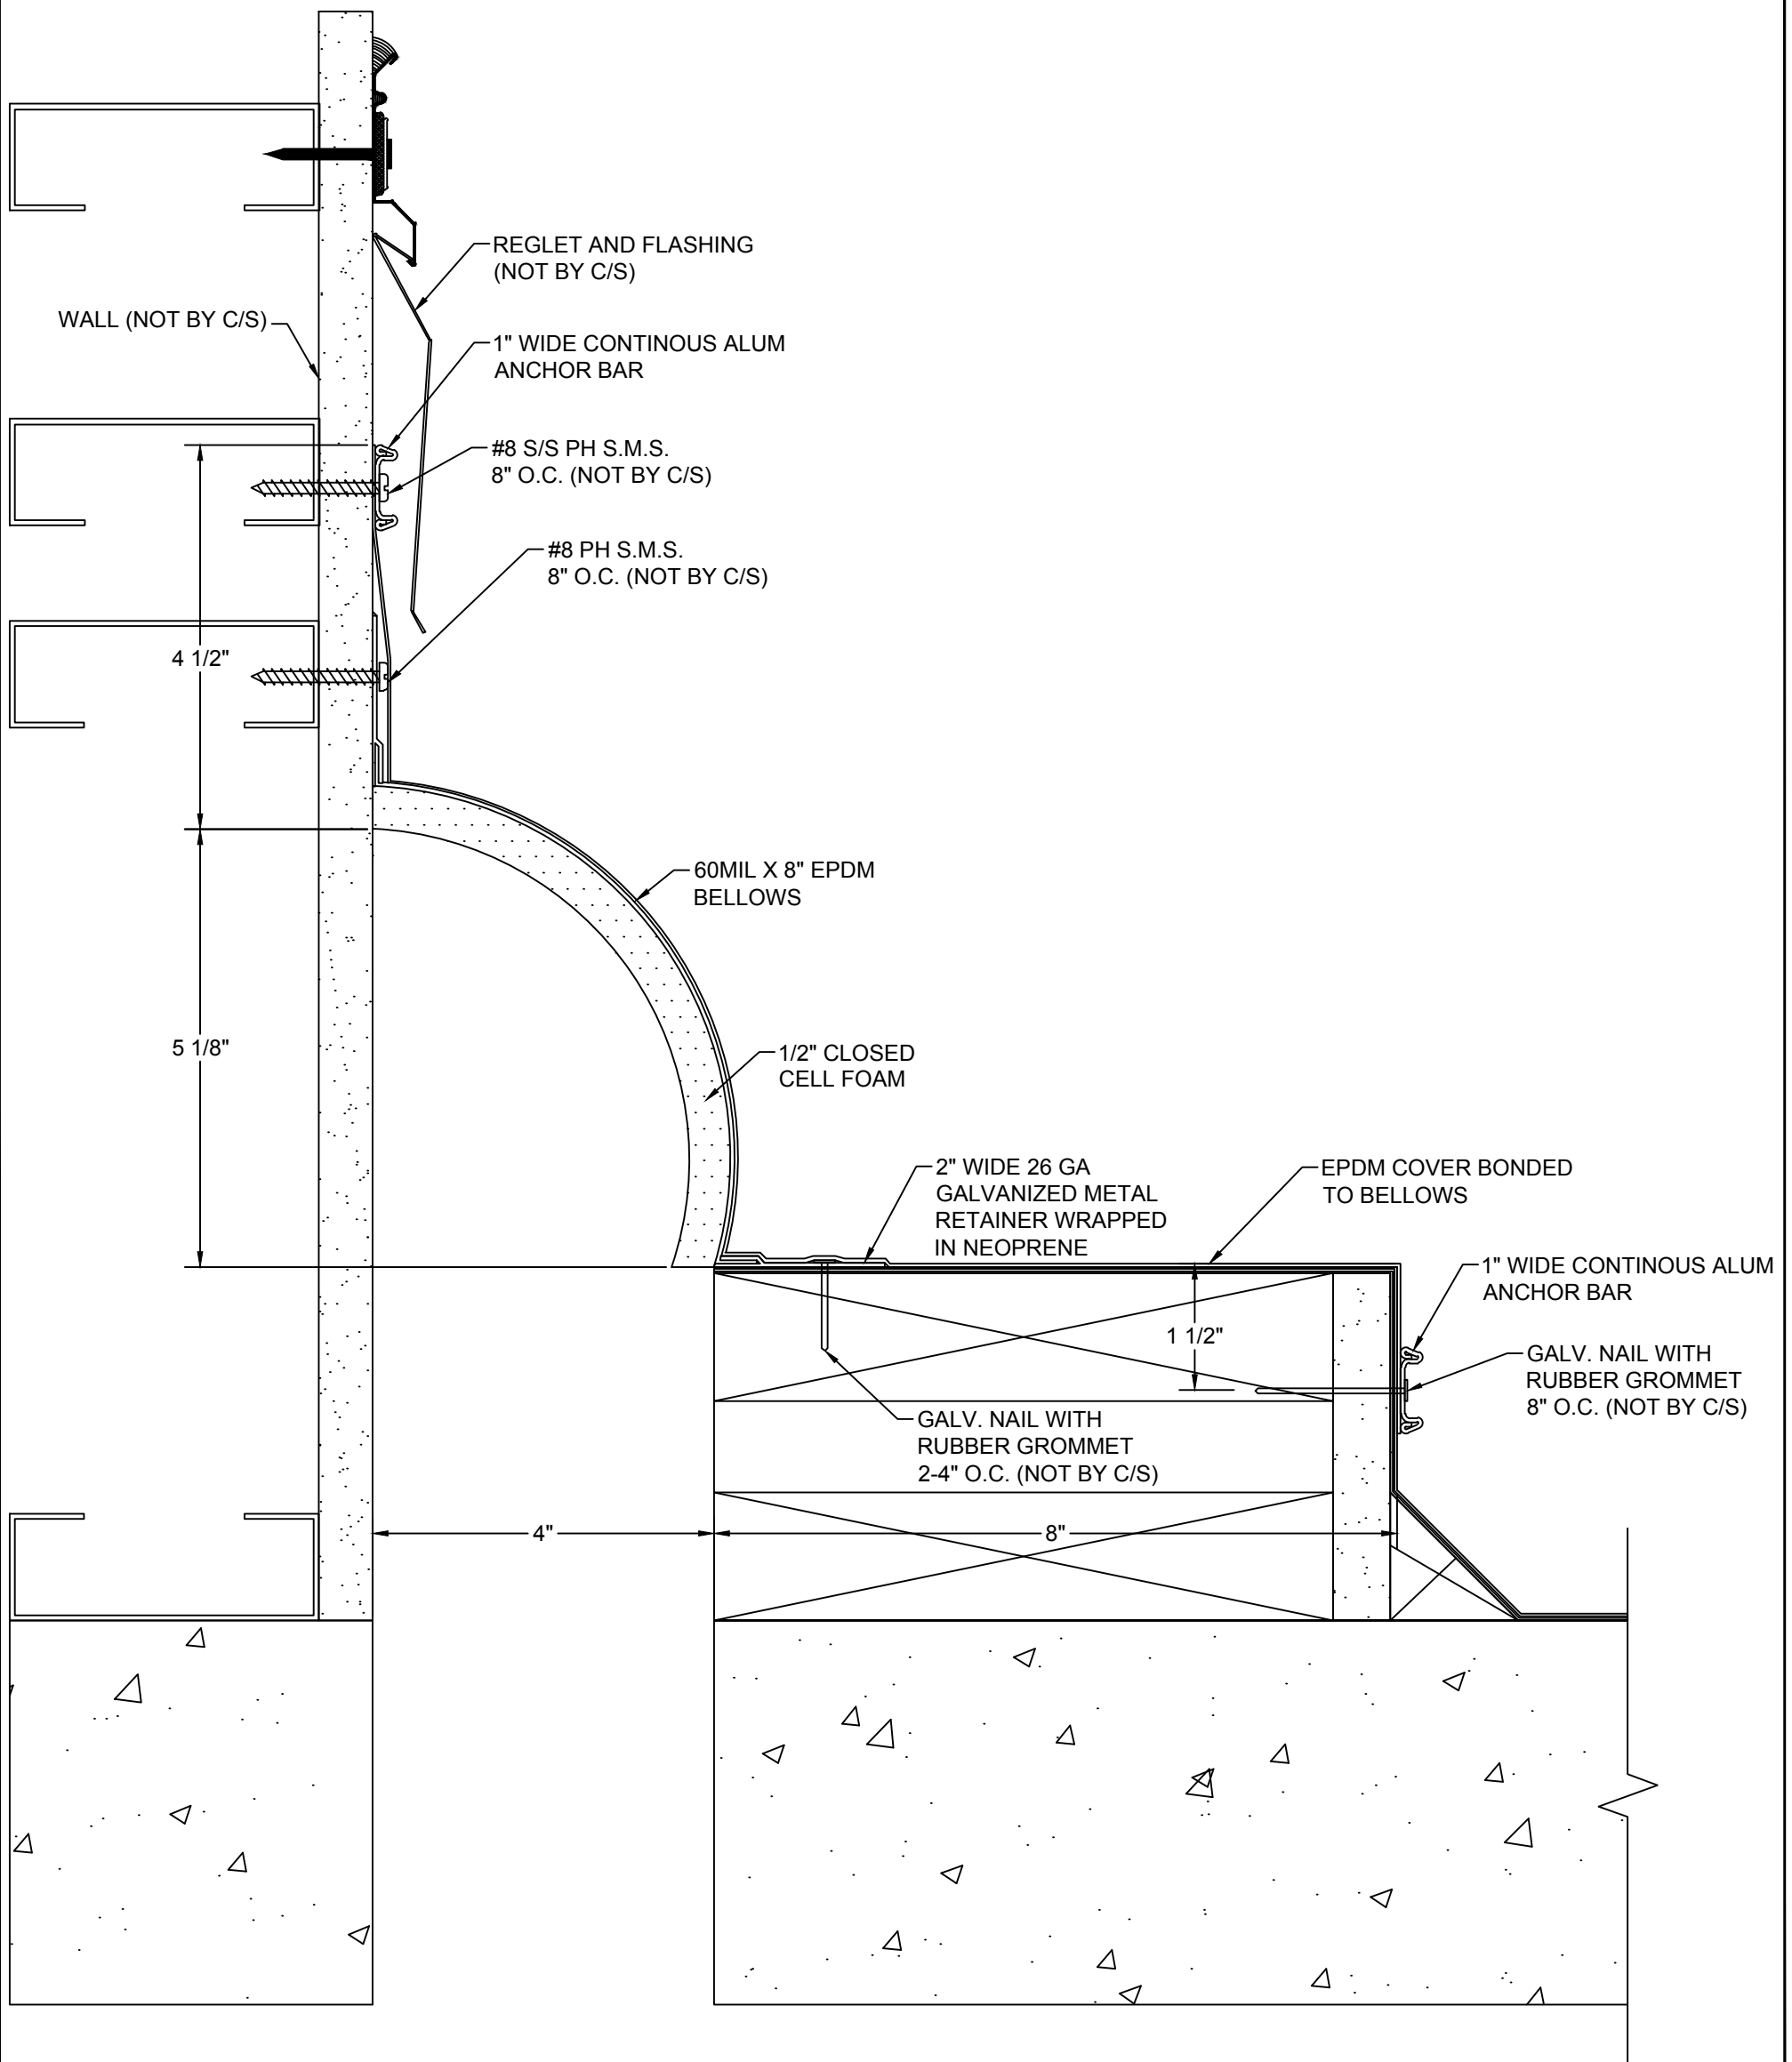 REGLET AND FLASHING
(NOT BY C/S)
WALL (NOT BY C/S)
1" WIDE CONTINOUS ALUM
ANCHOR BAR
#8 S/S PH S.M.S.
8" O.C. (NOT BY C/S)
#8 PH S.M.S.
8" O.C. (NOT BY C/S)
4 1/2"
60MIL X 8" EPDM
BELLOWS
5 1/8"
1/2" CLOSED
CELL FOAM
2" WIDE 26 GA
GALVANIZED METAL
RETAINER WRAPPED
IN NEOPRENE
EPDM COVER BONDED
TO BELLOWS
1" WIDE CONTINOUS ALUM
ANCHOR BAR
1 1/2"
GALV. NAIL WITH
RUBBER GROMMET
8" O.C. (NOT BY C/S)
GALV. NAIL WITH
RUBBER GROMMET
2-4" O.C. (NOT BY C/S)
4"
8"